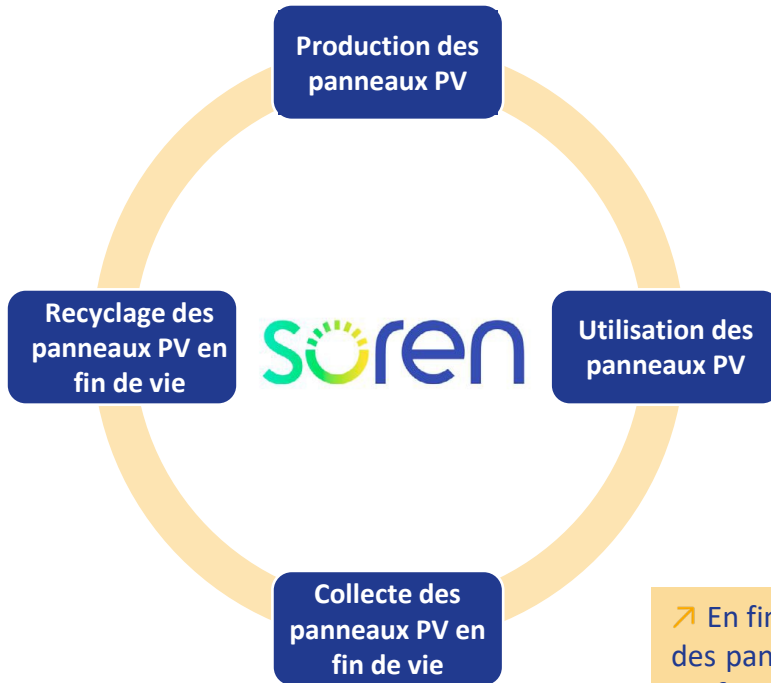 Production des
panneaux PV
Recyclage des
panneaux PV en
fin de vie
soren
Utilisation des
panneaux PV
Collecte des
panneaux PV en
fin de vie
↗ En fin
des pan